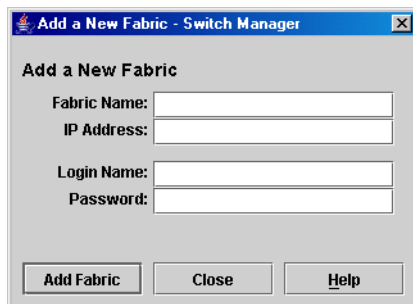 Add a New Fabric - Switch Manager
Add a New Fabric
Fabric Name:
IP Address:
Login Name:
Password:
Add Fabric Close Help